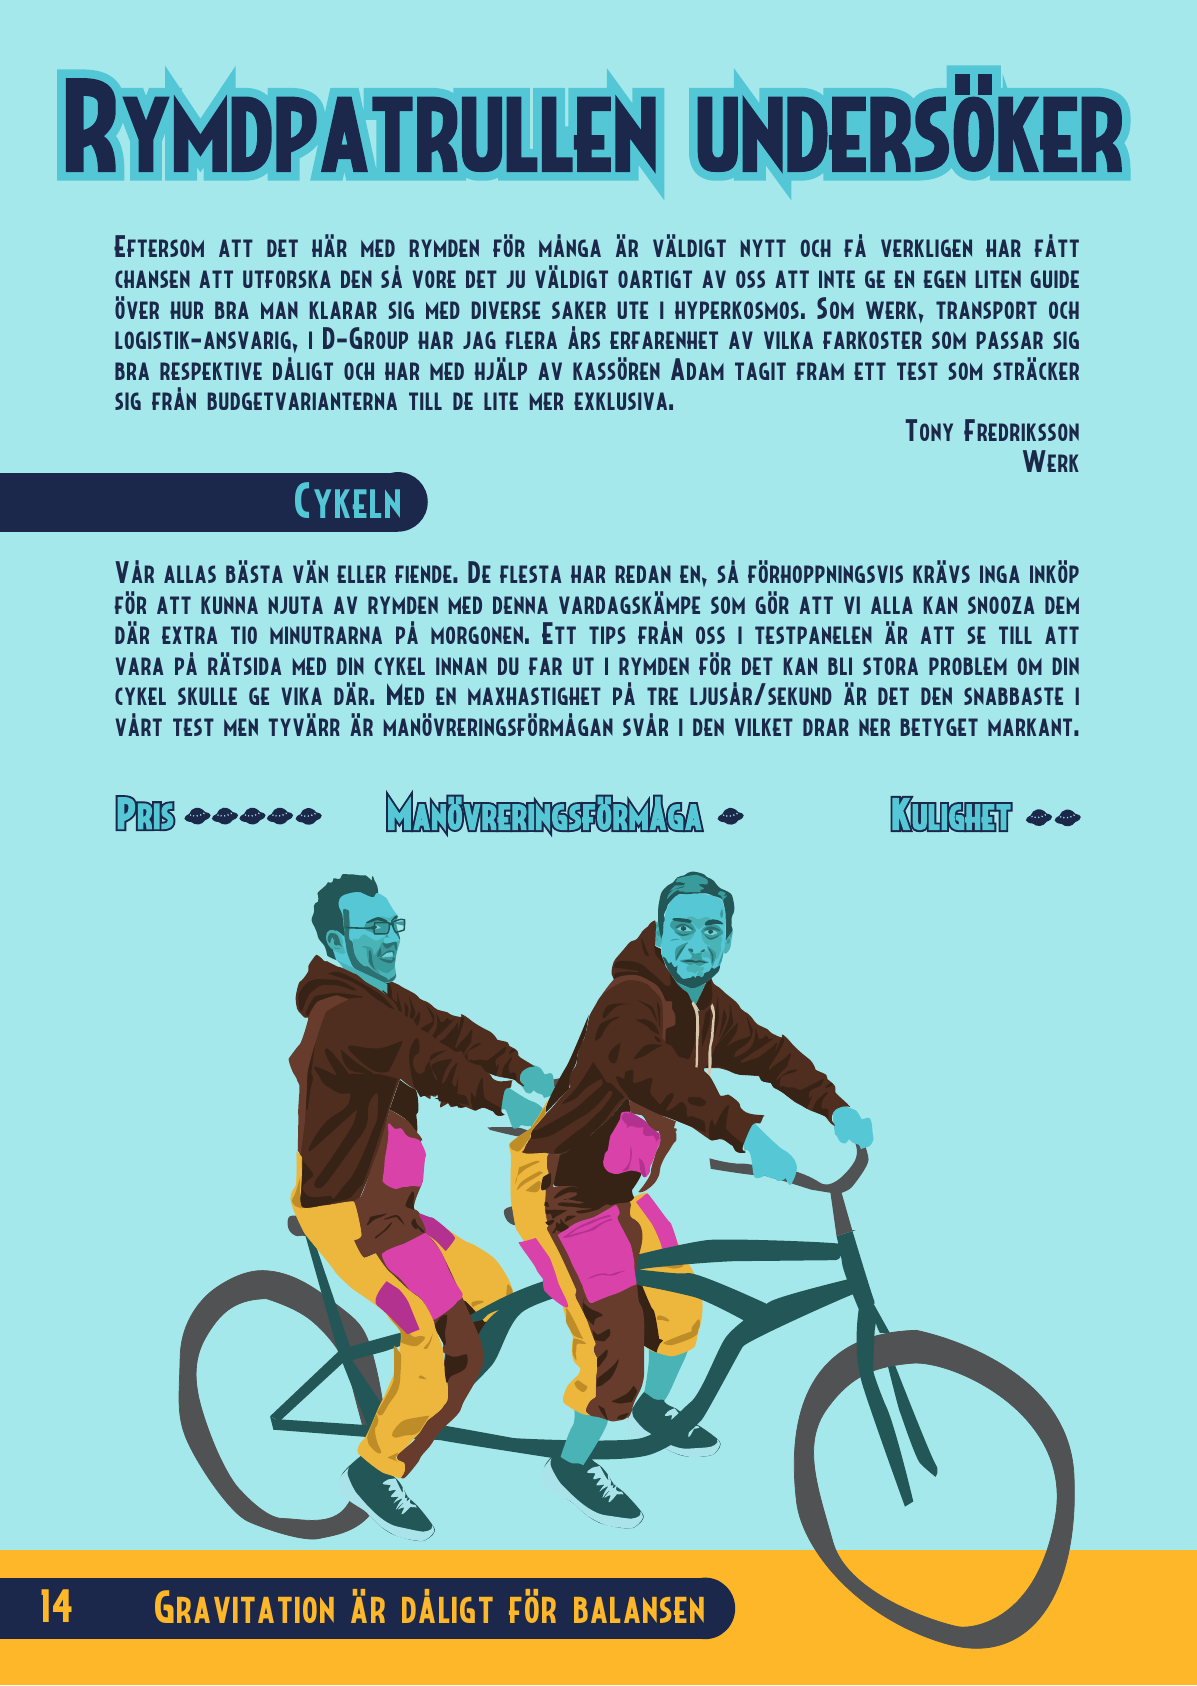 Rymdpatrullen undersöker
Eftersom att det här med rymden för många är väldigt nytt och få verkligen har fått
chansen att utforska den så vore det ju väldigt oartigt av oss att inte ge en egen liten guide
över hur bra man klarar sig med diverse saker ute i hyperkosmos. Som werk, transport och
logistik-ansvarig, i D-Group har jag flera års erfarenhet av vilka farkoster som passar sig
bra respektive dåligt och har med hjälp av kassören Adam tagit fram ett test som sträcker
sig från budgetvarianterna till de lite mer exklusiva.
Tony Fredriksson
Werk
Cykeln
Vår allas bästa vän eller fiende. De flesta har redan en, så förhoppningsvis krävs inga inköp
för att kunna njuta av rymden med denna vardagskämpe som gör att vi alla kan snooza dem
där extra tio minutrarna på morgonen. Ett tips från oss i testpanelen är att se till att
vara på rätsida med din cykel innan du far ut i rymden för det kan bli stora problem om din
cykel skulle ge vika där. Med en maxhastighet på tre ljusår/sekund är det den snabbaste i
vårt test men tyvärr är manövreringsförmågan svår i den vilket drar ner betyget markant.
Pris Manövreringsförmåga Kulighet
14 Gravitation är dåligt för balansen